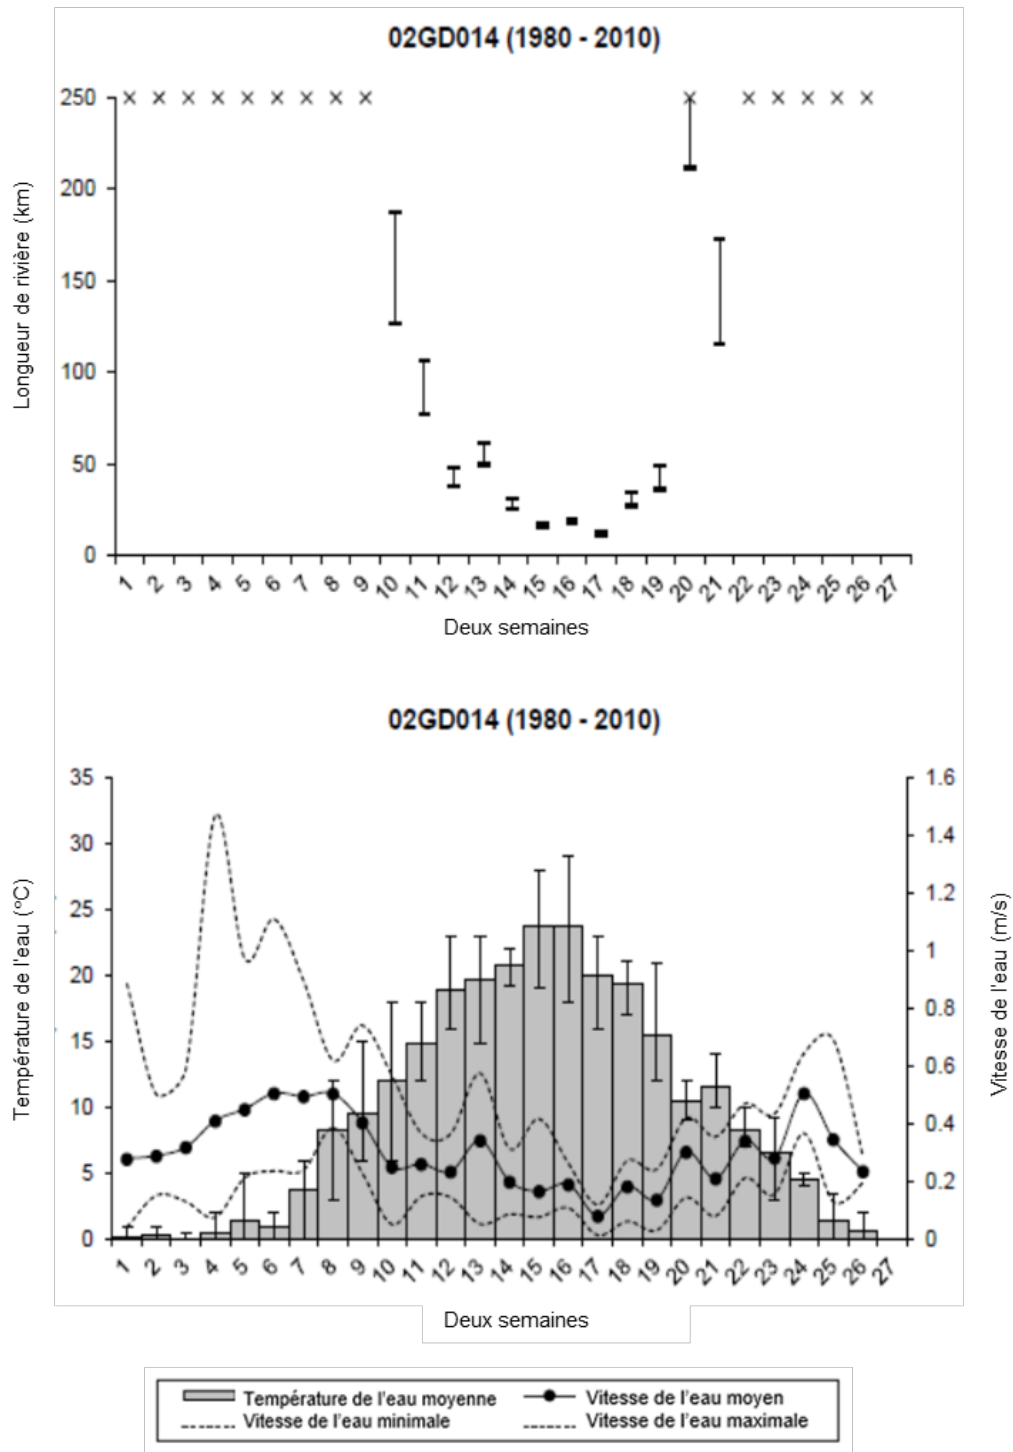 02GD014 (1980 - 2010)
250
200
150
100
50
0
Longueur de rivière (km)
1 2 3 4 5 6 7 8 9 10 11 12 13 14 15 16 17 18 19 20 21 22 23 24 25 26 27
Deux semaines
02GD014 (1980 - 2010)
35
30
25
20
15
10
5
0
Température de l'eau (°C)
1.6
1.4
1.2
1
0.8
0.6
0.4
0.2
0
Vitesse de l'eau (m/s)
1 2 3 4 5 6 7 8 9 10 11 12 13 14 15 16 17 18 19 20 21 22 23 24 25 26 27
Deux semaines
Température de l'eau moyenne
Vitesse de l'eau moyen
Vitesse de l'eau minimale
Vitesse de l'eau maximale